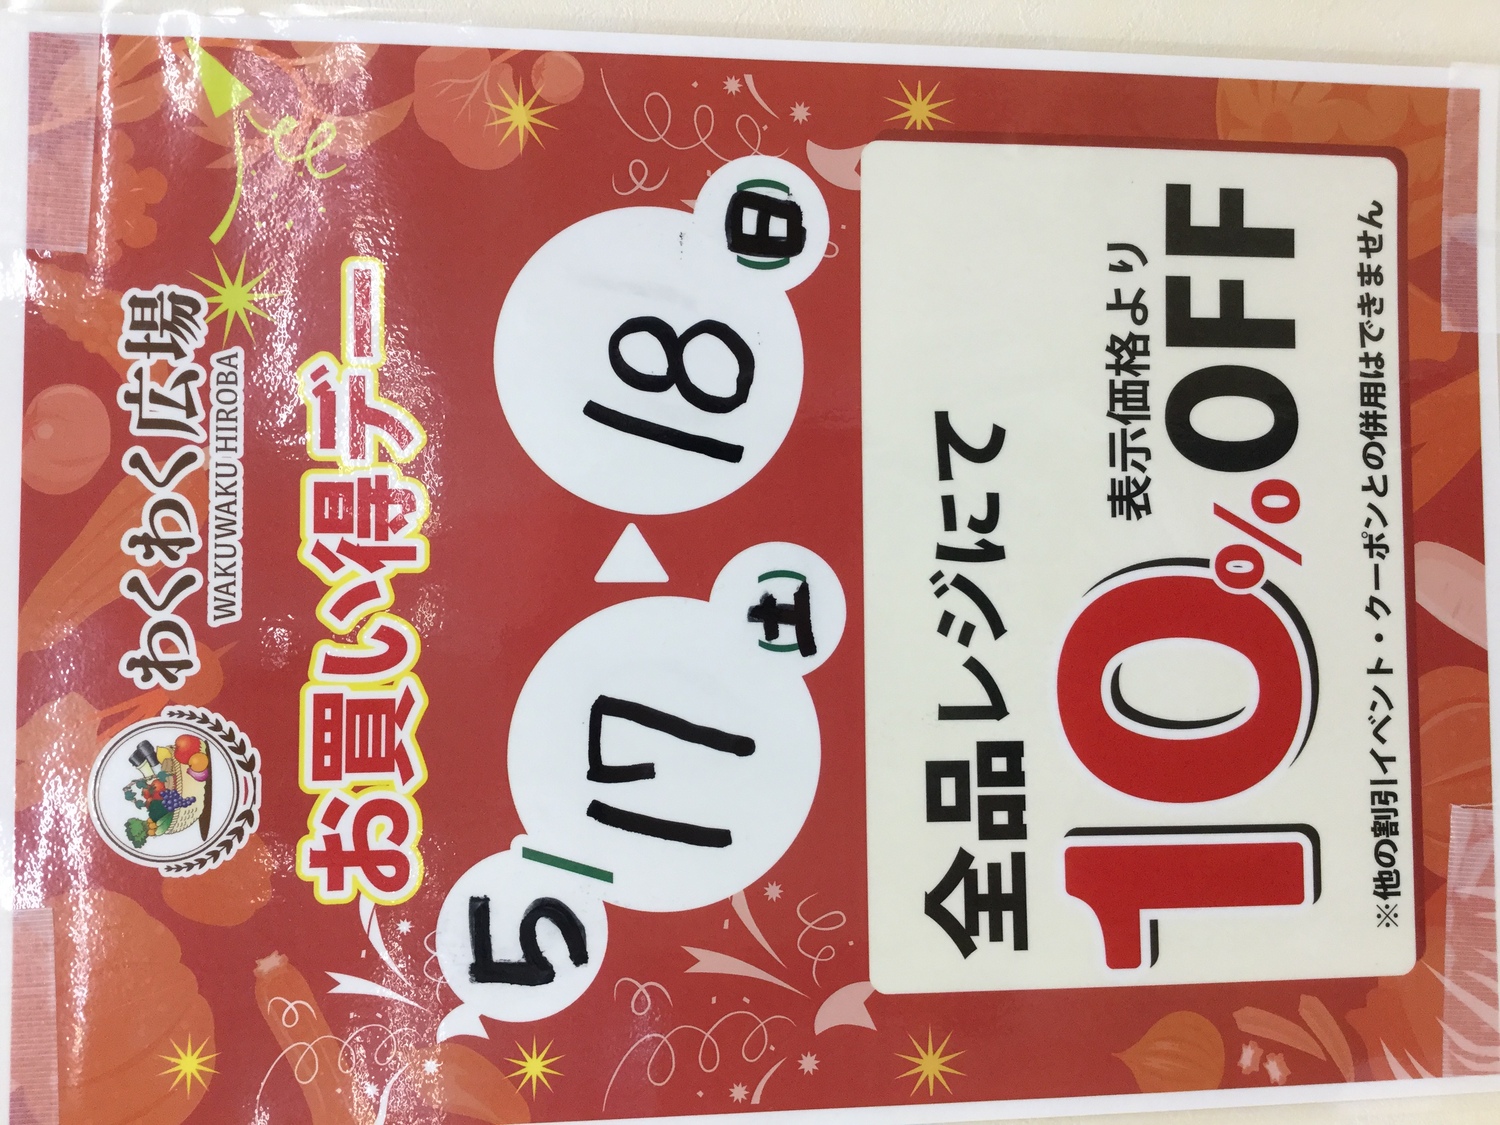 わくわく広場
WAKUWAKU HIROBA
お買い得デー
5/17(土)▶18(日)
全品レジにて
表示価格より
10%OFF
※他の割引イベント・クーポンとの併用はできません